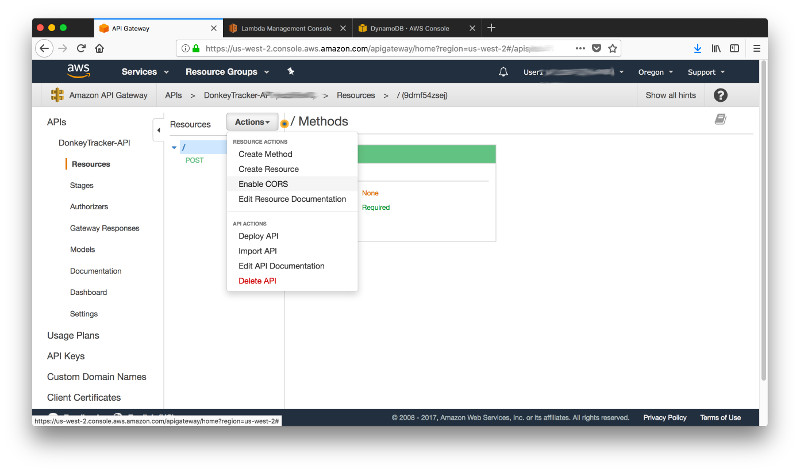 API Gateway
Lambda Management Console
DynamoDB · AWS Console
https://us-west-2.console.aws.amazon.com/apigateway/home?region=us-west-2#/apis/
aws
Services
Resource Groups
Oregon
Support
Amazon API Gateway
APIs > DonkeyTracker-AP > Resources > / (9dmf54zsej)
Show all hints
?
APIs
DonkeyTracker-API
Resources
Stages
Authorizers
Gateway Responses
Models
Documentation
Dashboard
Settings
Usage Plans
API Keys
Custom Domain Names
Client Certificates
Resources
Actions
/
POST
RESOURCE ACTIONS
Create Method
Create Resource
Enable CORS
Edit Resource Documentation
API ACTIONS
Deploy API
Import API
Edit API Documentation
Delete API
/ Methods
None
Required
© 2008 - 2017, Amazon Web Services, Inc. or its affiliates. All rights reserved.
Privacy Policy
Terms of Use
https://us-west-2.console.aws.amazon.com/apigateway/home?region=us-west-2#